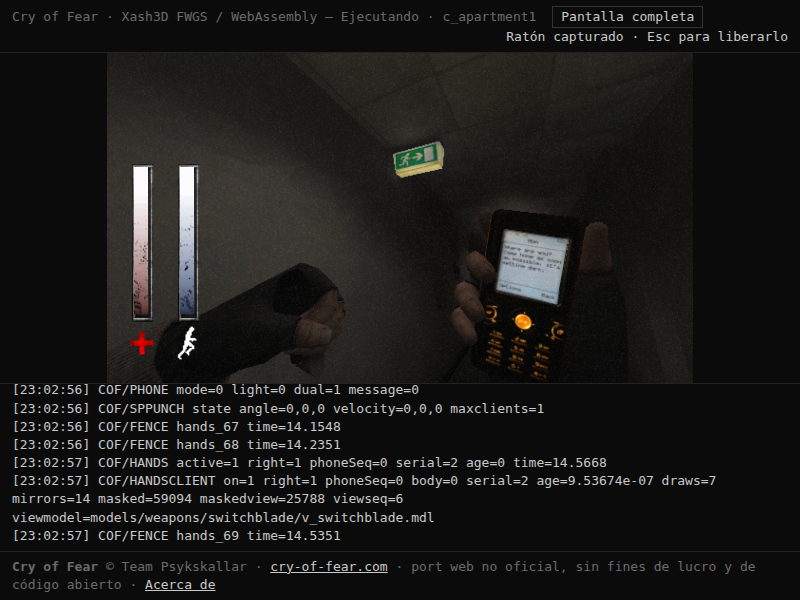 Cry of Fear · Xash3D FWGS / WebAssembly — Ejecutando · c_apartment1
Pantalla completa
Ratón capturado · Esc para liberarlo
[23:02:56] COF/PHONE mode=0 light=0 dual=1 message=0
[23:02:56] COF/SPPUNCH state angle=0,0,0 velocity=0,0,0 maxclients=1
[23:02:56] COF/FENCE hands_67 time=14.1548
[23:02:56] COF/FENCE hands_68 time=14.2351
[23:02:57] COF/HANDS active=1 right=1 phoneSeq=0 serial=2 age=0 time=14.5668
[23:02:57] COF/HANDSCLIENT on=1 right=1 phoneSeq=0 body=0 serial=2 age=9.53674e-07 draws=7
mirrors=14 masked=59094 maskedview=25788 viewseq=6
viewmodel=models/weapons/switchblade/v_switchblade.mdl
[23:02:57] COF/FENCE hands_69 time=14.5351
Cry of Fear © Team Psykskallar · cry-of-fear.com · port web no oficial, sin fines de lucro y de
código abierto · Acerca de